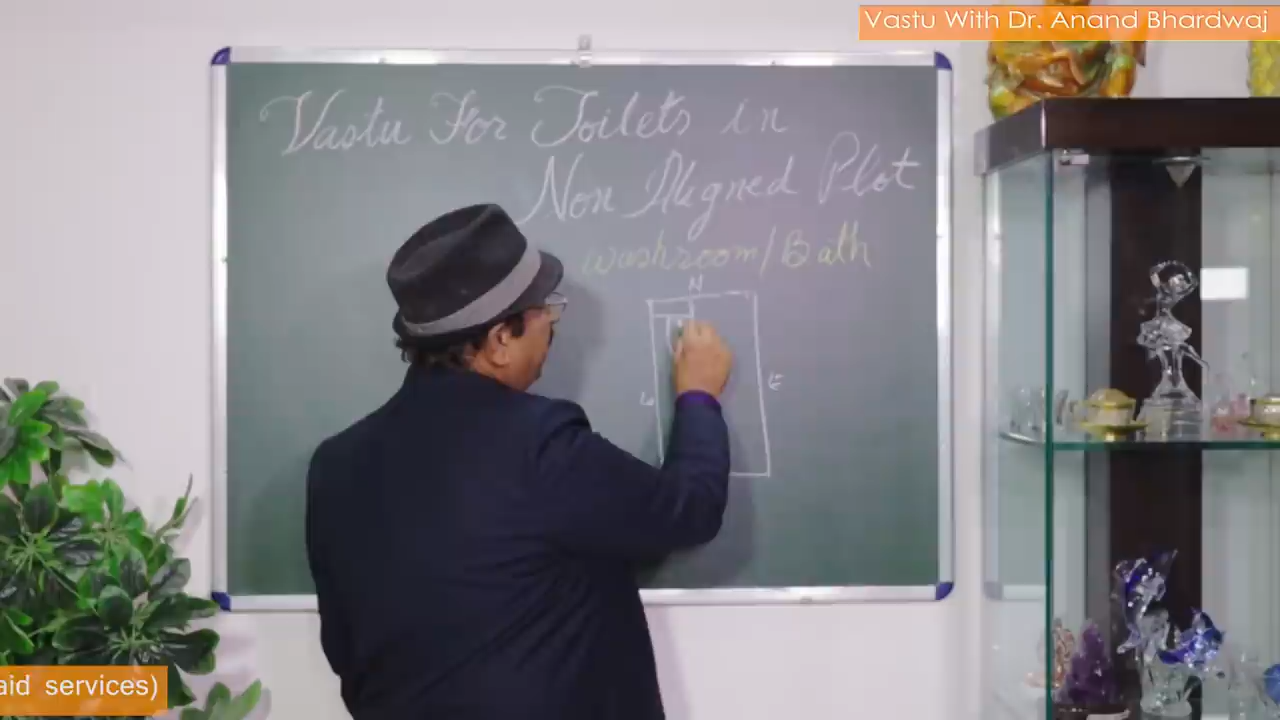 Vastu With Dr. Anand Bhardwaj
Vastu For Toilets in
Non Aligned Plot
washroom/Bath
N
E
T
aid services)